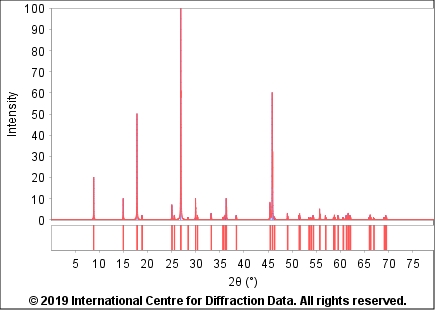 100
90
80
70
60
50
40
30
20
10
0
Intensity
5 10 15 20 25 30 35 40 45 50 55 60 65 70 75
2θ (°)
© 2019 International Centre for Diffraction Data. All rights reserved.